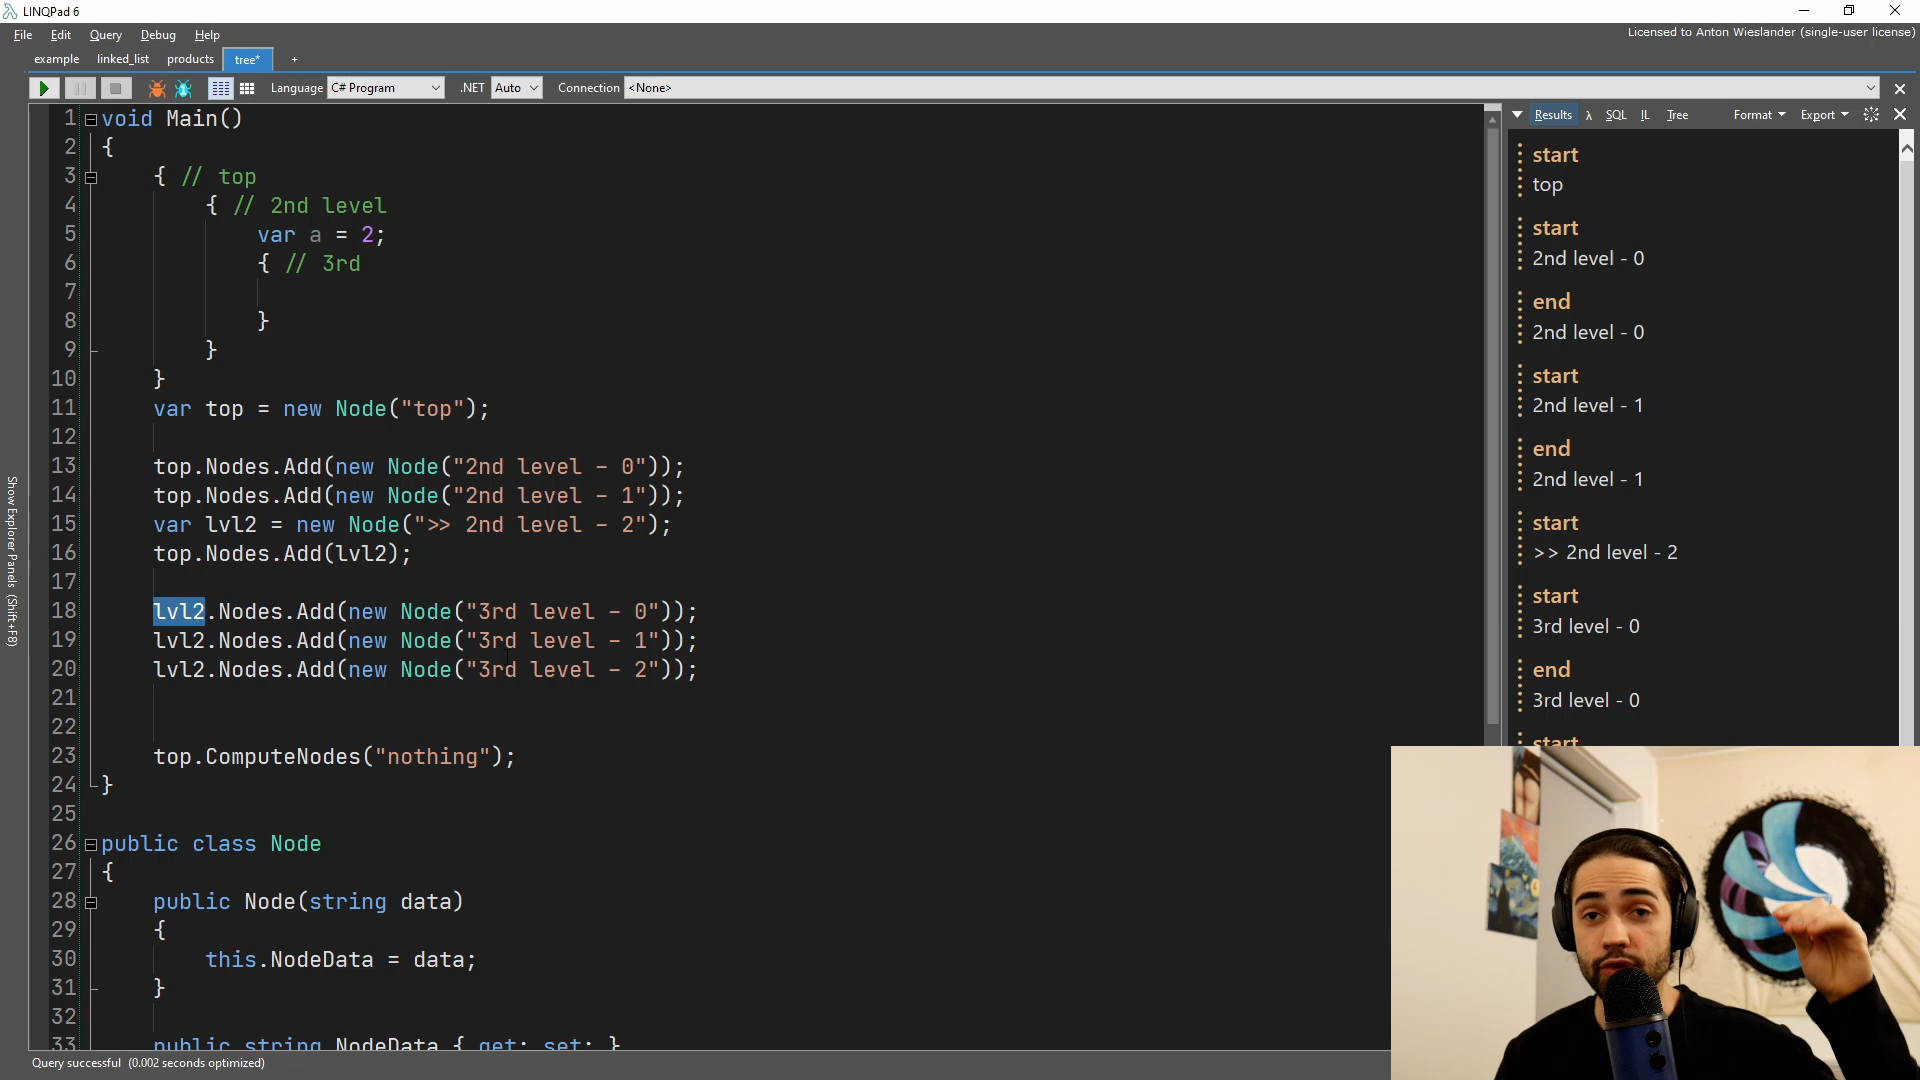 LINQPad 6
File Edit Query Debug Help
Licensed to Anton Wieslander (single-user license)
example linked_list products tree* +
Language C# Program .NET Auto Connection <None>
Results λ SQL IL Tree Format Export
1 void Main()
2 {
3 { // top
4 { // 2nd level
5 var a = 2;
6 { // 3rd
7
8 }
9 }
10 }
11 var top = new Node("top");
12
13 top.Nodes.Add(new Node("2nd level - 0"));
14 top.Nodes.Add(new Node("2nd level - 1"));
15 var lvl2 = new Node(">> 2nd level - 2");
16 top.Nodes.Add(lvl2);
17
18 lvl2.Nodes.Add(new Node("3rd level - 0"));
19 lvl2.Nodes.Add(new Node("3rd level - 1"));
20 lvl2.Nodes.Add(new Node("3rd level - 2"));
21
22
23 top.ComputeNodes("nothing");
24 }
25
26 public class Node
27 {
28 public Node(string data)
29 {
30 this.NodeData = data;
31 }
32
33 public string NodeData { get; set; }
start
top
start
2nd level - 0
end
2nd level - 0
start
2nd level - 1
end
2nd level - 1
start
>> 2nd level - 2
start
3rd level - 0
end
3rd level - 0
start
Show Explorer Panels (Shift+F8)
Query successful (0.002 seconds optimized)